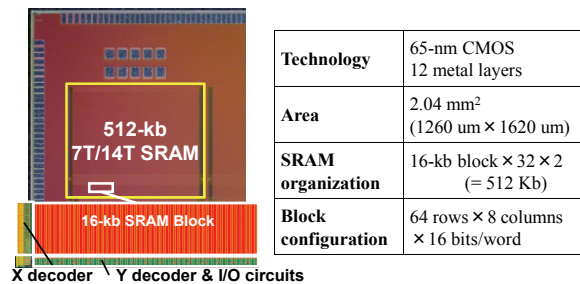 512-kb
7T/14T SRAM
16-kb SRAM Block
X decoder
Y decoder & I/O circuits
Technology
65-nm CMOS
12 metal layers
Area
2.04 mm²
(1260 um × 1620 um)
SRAM
organization
16-kb block × 32 × 2
(= 512 Kb)
Block
configuration
64 rows × 8 columns
× 16 bits/word